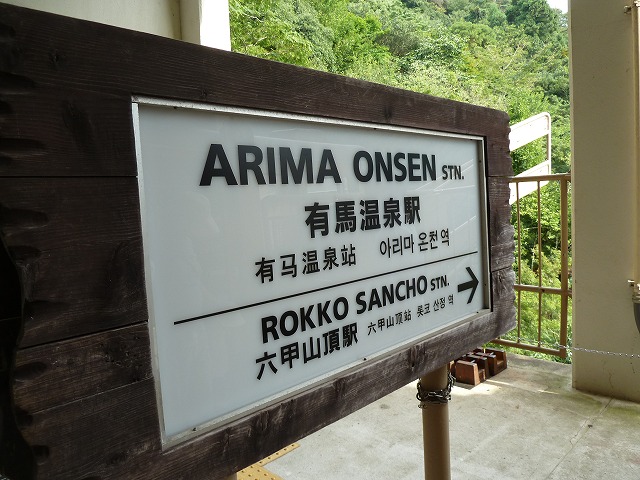 ARIMA ONSEN STN.
有馬温泉駅
有马温泉站 아리마 온천 역
ROKKO SANCHO STN.
六甲山頂駅 六甲山顶站 롯코 산정 역